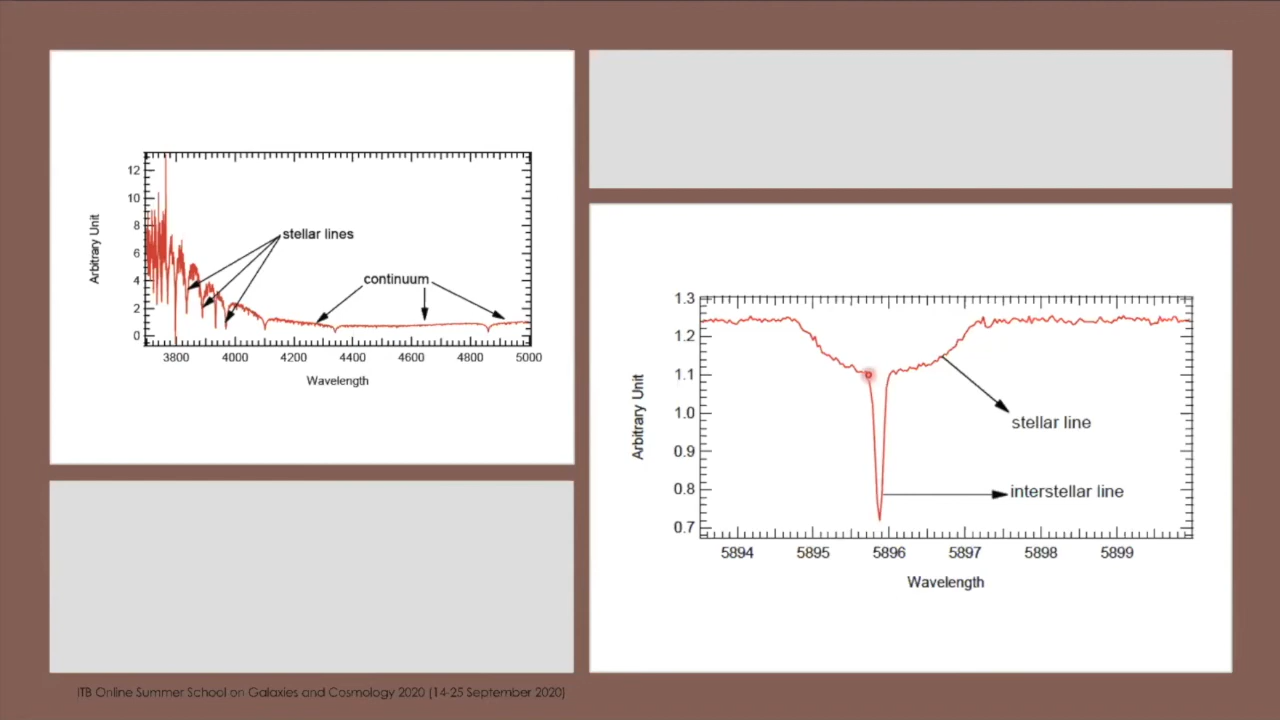 12
10
8
6
4
2
0
Arbitrary Unit
stellar lines
continuum
3800 4000 4200 4400 4600 4800 5000
Wavelength
1.3
1.2
1.1
1.0
0.9
0.8
0.7
Arbitrary Unit
stellar line
interstellar line
5894 5895 5896 5897 5898 5899
Wavelength
ITB Online Summer School on Galaxies and Cosmology 2020 (14-25 September 2020)